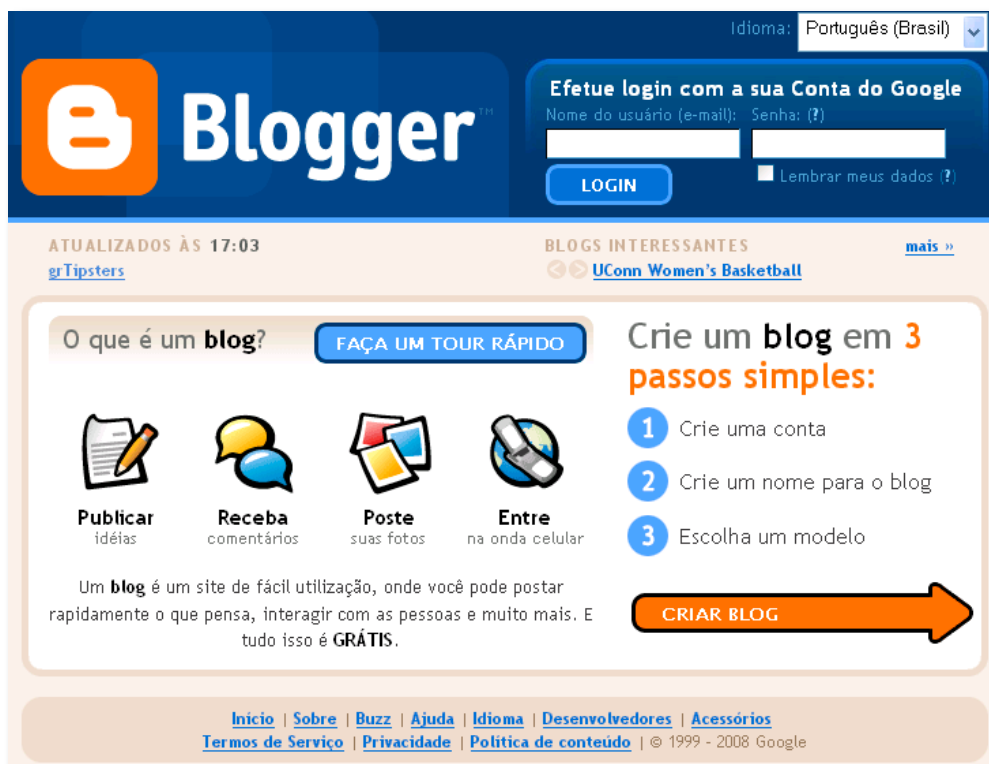 Idioma: Português (Brasil)
Blogger™
Efetue login com a sua Conta do Google
Nome do usuário (e-mail): Senha: (?)
LOGIN
Lembrar meus dados (?)
ATUALIZADOS ÀS 17:03
grTipsters
BLOGS INTERESSANTES
mais »
UConn Women's Basketball
O que é um blog?
FAÇA UM TOUR RÁPIDO
Publicar
idéias
Receba
comentários
Poste
suas fotos
Entre
na onda celular
Um blog é um site de fácil utilização, onde você pode postar
rapidamente o que pensa, interagir com as pessoas e muito mais. E
tudo isso é GRÁTIS.
Crie um blog em 3
passos simples:
1 Crie uma conta
2 Crie um nome para o blog
3 Escolha um modelo
CRIAR BLOG
Início | Sobre | Buzz | Ajuda | Idioma | Desenvolvedores | Acessórios
Termos de Serviço | Privacidade | Política de conteúdo | © 1999 - 2008 Google